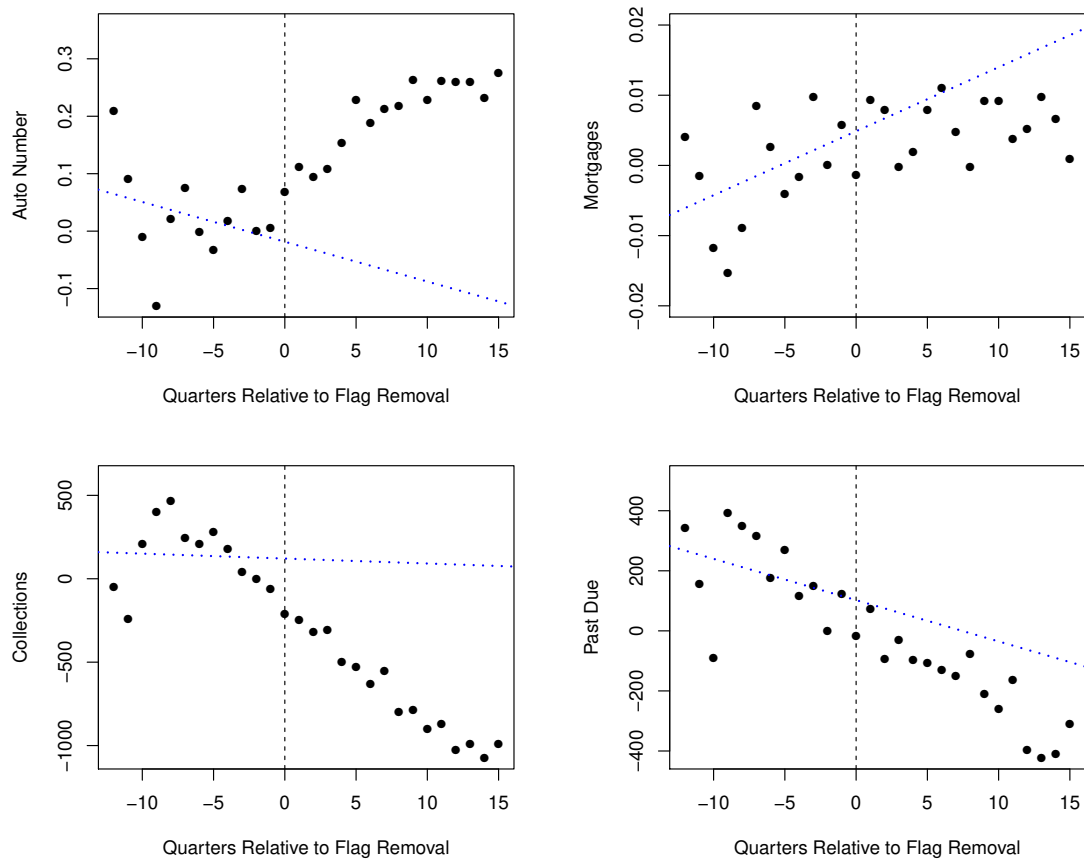 Auto Number
0.3
0.2
0.1
0.0
−0.1
−10 −5 0 5 10 15
Quarters Relative to Flag Removal
Mortgages
0.02
0.01
0.00
−0.01
−0.02
−10 −5 0 5 10 15
Quarters Relative to Flag Removal
Collections
500
0
−500
−1000
−10 −5 0 5 10 15
Quarters Relative to Flag Removal
Past Due
400
200
0
−200
−400
−10 −5 0 5 10 15
Quarters Relative to Flag Removal